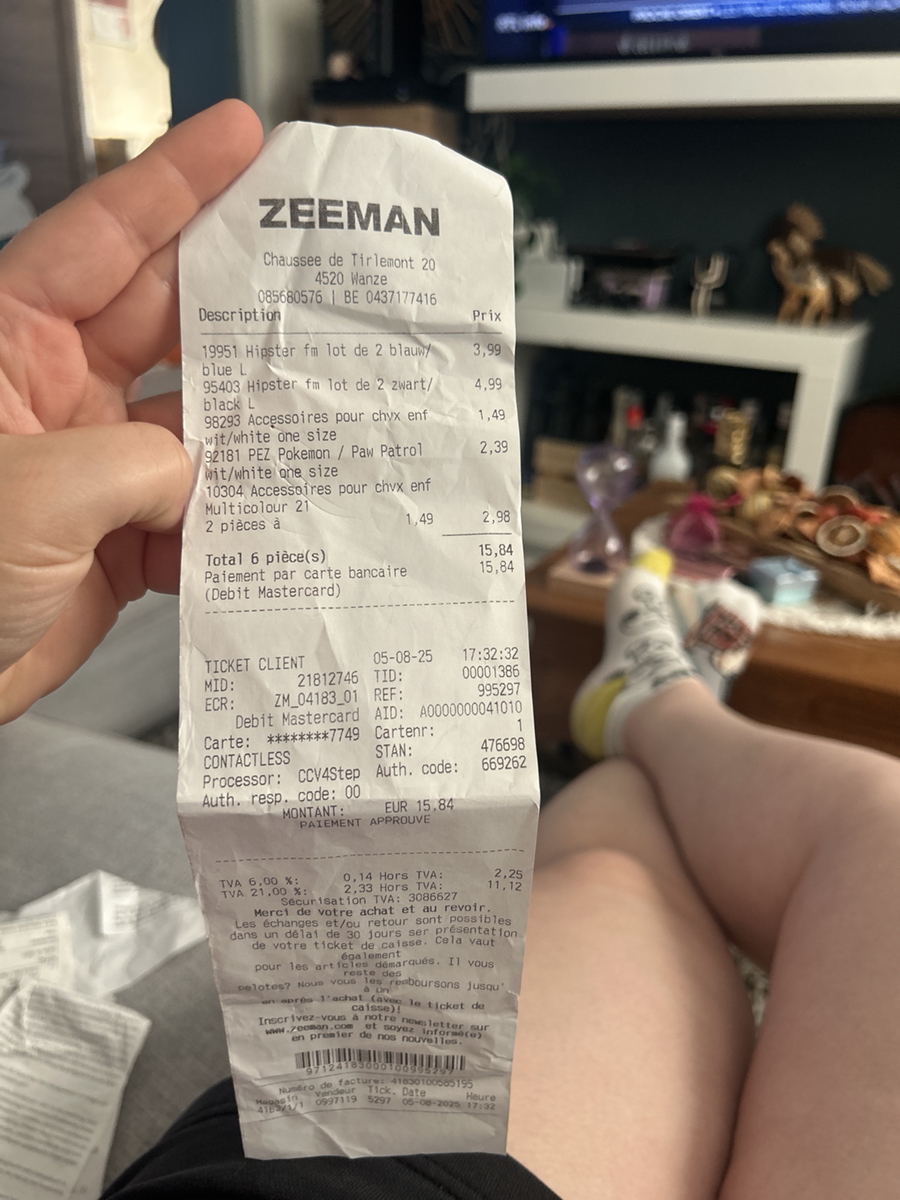 ZEEMAN
Chaussee de Tirlemont 20
4520 Wanze
085680576 | BE 0437177416
Description Prix
19951 Hipster fm lot de 2 blauw/ 3,99
blue L
95403 Hipster fm lot de 2 zwart/ 4,99
black L
98293 Accessoires pour chvx enf 1,49
wit/white one size
92181 PEZ Pokemon / Paw Patrol 2,39
wit/white one size
10304 Accessoires pour chvx enf
Multicolour 21
2 pièces à 1,49 2,98
Total 6 pièce(s) 15,84
Paiement par carte bancaire 15,84
(Debit Mastercard)
TICKET CLIENT 05-08-25 17:32:32
MID: 21812746 TID: 00001386
ECR: ZM_04183_01 REF: 995297
Debit Mastercard AID: A0000000041010
Carte: ********7749 Cartenr: 1
CONTACTLESS STAN: 476698
Processor: CCV4Step Auth. code: 669262
Auth. resp. code: 00
MONTANT: EUR 15,84
PAIEMENT APPROUVE
TVA 6,00 %: 0,14 Hors TVA: 2,25
TVA 21,00 %: 2,33 Hors TVA: 11,12
Sécurisation TVA: 3086627
Merci de votre achat et au revoir.
Les échanges et/ou retour sont possibles
dans un délai de 30 jours ser présentation
de votre ticket de caisse. Cela vaut
également
pour les articles démarqués. Il vous
reste des
pelotes? Nous vous les remboursons jusqu'
à un
an après l'achat (avec le ticket de
caisse)!
Inscrivez-vous à notre newsletter sur
www.zeeman.com et soyez informé(e)
en premier de nos nouvelles.
Numéro de facture: 41830100585195
Magasin Vendeur Tick. Date Heure
0997119 5297 05-08-2025 17:32